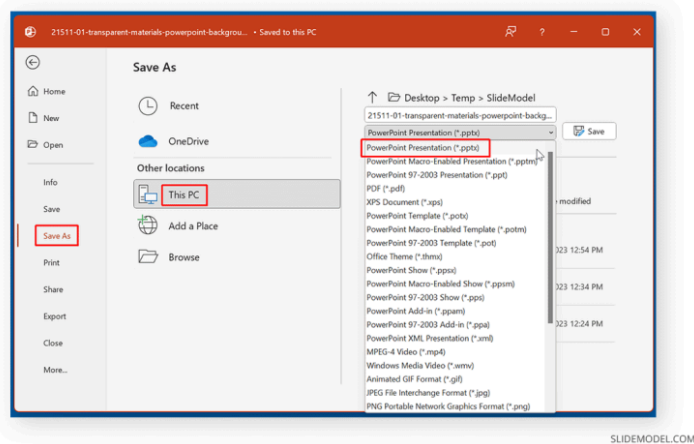 21511-01-transparent-materials-powerpoint-backgrou... • Saved to this PC
?
Save As
Home
New
Open
Info
Save
Save As
Print
Share
Export
Close
More...
Recent
OneDrive
Other locations
This PC
Add a Place
Browse
Desktop > Temp > SlideModel
21511-01-transparent-materials-powerpoint-backg...
PowerPoint Presentation (*.pptx)
Save
PowerPoint Presentation (*.pptx)
PowerPoint Macro-Enabled Presentation (*.pptm)
PowerPoint 97-2003 Presentation (*.ppt)
PDF (*.pdf)
XPS Document (*.xps)
PowerPoint Template (*.potx)
PowerPoint Macro-Enabled Template (*.potm)
PowerPoint 97-2003 Template (*.pot)
Office Theme (*.thmx)
PowerPoint Show (*.ppsx)
PowerPoint Macro-Enabled Show (*.ppsm)
PowerPoint 97-2003 Show (*.pps)
PowerPoint Add-in (*.ppam)
PowerPoint 97-2003 Add-in (*.ppa)
PowerPoint XML Presentation (*.xml)
MPEG-4 Video (*.mp4)
Windows Media Video (*.wmv)
Animated GIF Format (*.gif)
JPEG File Interchange Format (*.jpg)
PNG Portable Network Graphics Format (*.png)
modified
023 12:54 PM
023 12:34 PM
023 12:24 PM
SLIDEMODEL.COM